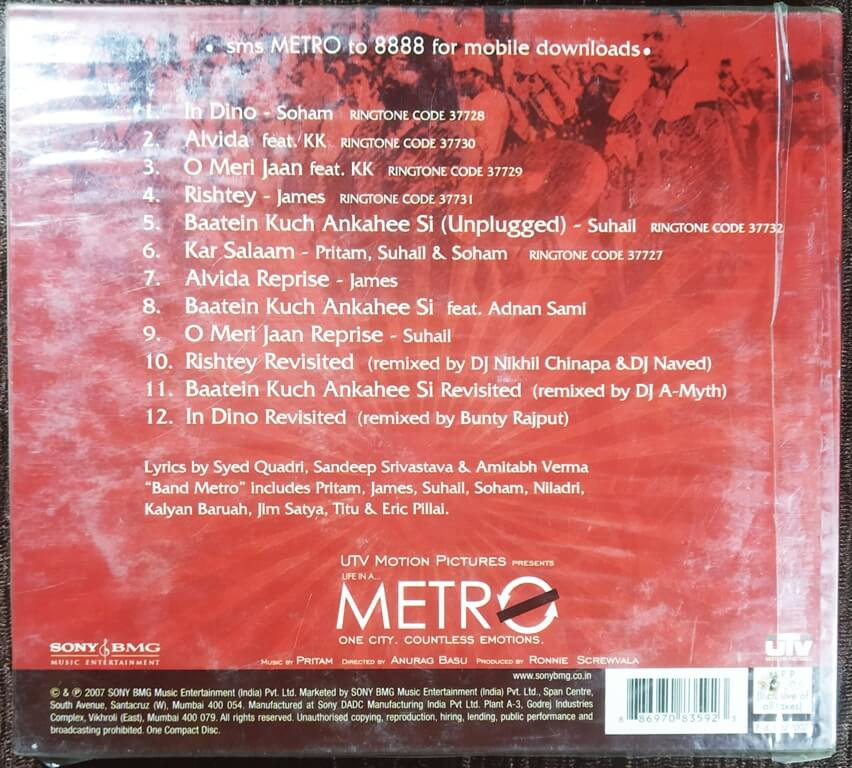 • sms METRO to 8888 for mobile downloads •
1. In Dino - Soham RINGTONE CODE 37728
2. Alvida feat. KK RINGTONE CODE 37730
3. O Meri Jaan feat. KK RINGTONE CODE 37729
4. Rishtey - James RINGTONE CODE 37731
5. Baatein Kuch Ankahee Si (Unplugged) - Suhail RINGTONE CODE 37732
6. Kar Salaam - Pritam, Suhail & Soham RINGTONE CODE 37727
7. Alvida Reprise - James
8. Baatein Kuch Ankahee Si feat. Adnan Sami
9. O Meri Jaan Reprise - Suhail
10. Rishtey Revisited (remixed by DJ Nikhil Chinapa &DJ Naved)
11. Baatein Kuch Ankahee Si Revisited (remixed by DJ A-Myth)
12. In Dino Revisited (remixed by Bunty Rajput)
Lyrics by Syed Quadri, Sandeep Srivastava & Amitabh Verma
“Band Metro” includes Pritam, James, Suhail, Soham, Niladri,
Kalyan Baruah, Jim Satya, Titu & Eric Pillai.
UTV MOTION PICTURES PRESENTS
LIFE IN A...
METRO
ONE CITY. COUNTLESS EMOTIONS.
SONY BMG
MUSIC ENTERTAINMENT
MUSIC BY PRITAM DIRECTED BY ANURAG BASU PRODUCED BY RONNIE SCREWVALA
UTV
www.sonybmg.co.in
© & ℗ 2007 SONY BMG Music Entertainment (India) Pvt. Ltd. Marketed by SONY BMG Music Entertainment (India) Pvt. Ltd., Span Centre,
South Avenue, Santacruz (W), Mumbai 400 054. Manufactured at Sony DADC Manufacturing India Pvt Ltd. Plant A-3, Godrej Industries
Complex, Vikhroli (East), Mumbai 400 079. All rights reserved. Unauthorised copying, reproduction, hiring, lending, public performance and
broadcasting prohibited. One Compact Disc.
8 86970 83592 3